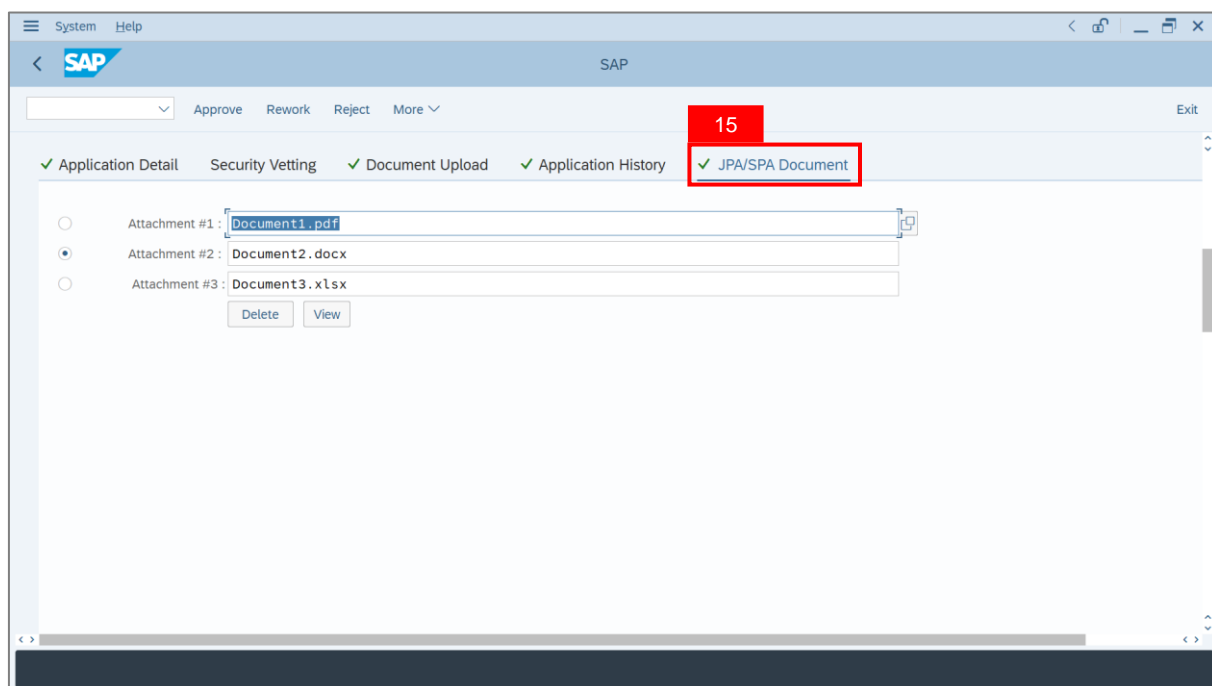 System Help
SAP SAP
Approve Rework Reject More Exit
15
Application Detail Security Vetting Document Upload Application History JPA/SPA Document
Attachment #1 : Document1.pdf
Attachment #2 : Document2.docx
Attachment #3 : Document3.xlsx
Delete View